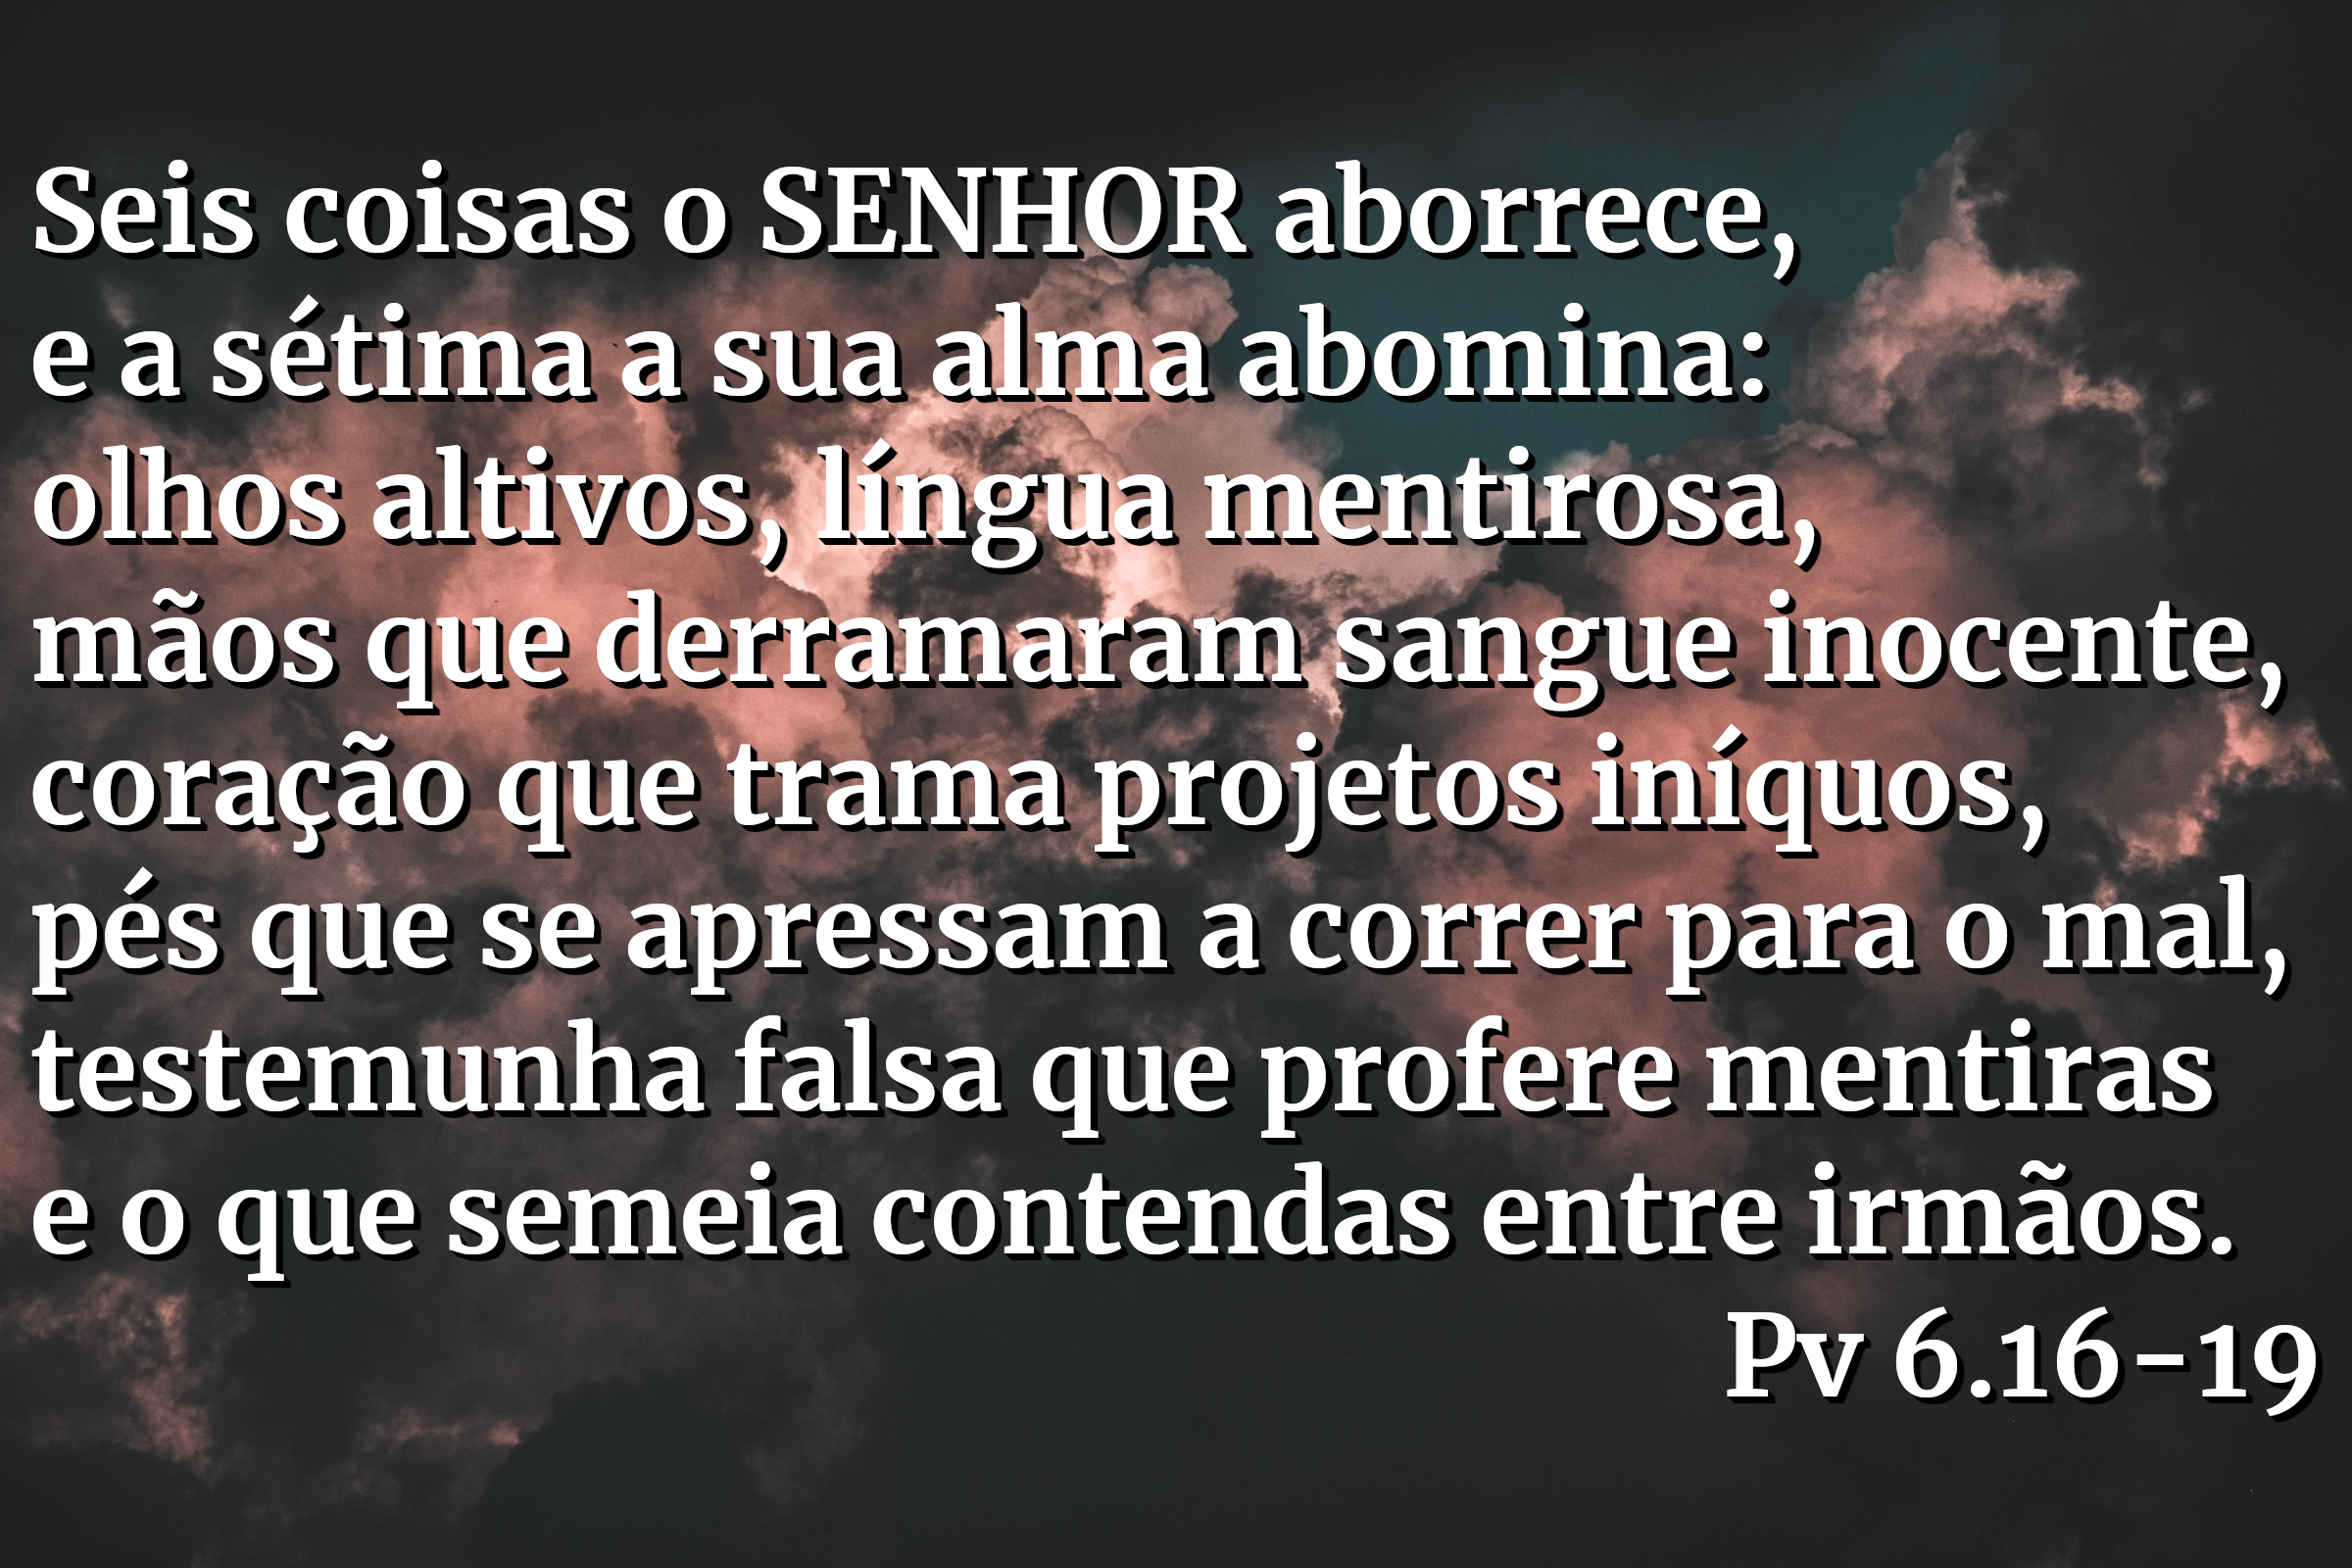 Seis coisas o SENHOR aborrece,
e a sétima a sua alma abomina:
olhos altivos, língua mentirosa,
mãos que derramaram sangue inocente,
coração que trama projetos iníquos,
pés que se apressam a correr para o mal,
testemunha falsa que profere mentiras
e o que semeia contendas entre irmãos.
Pv 6.16-19